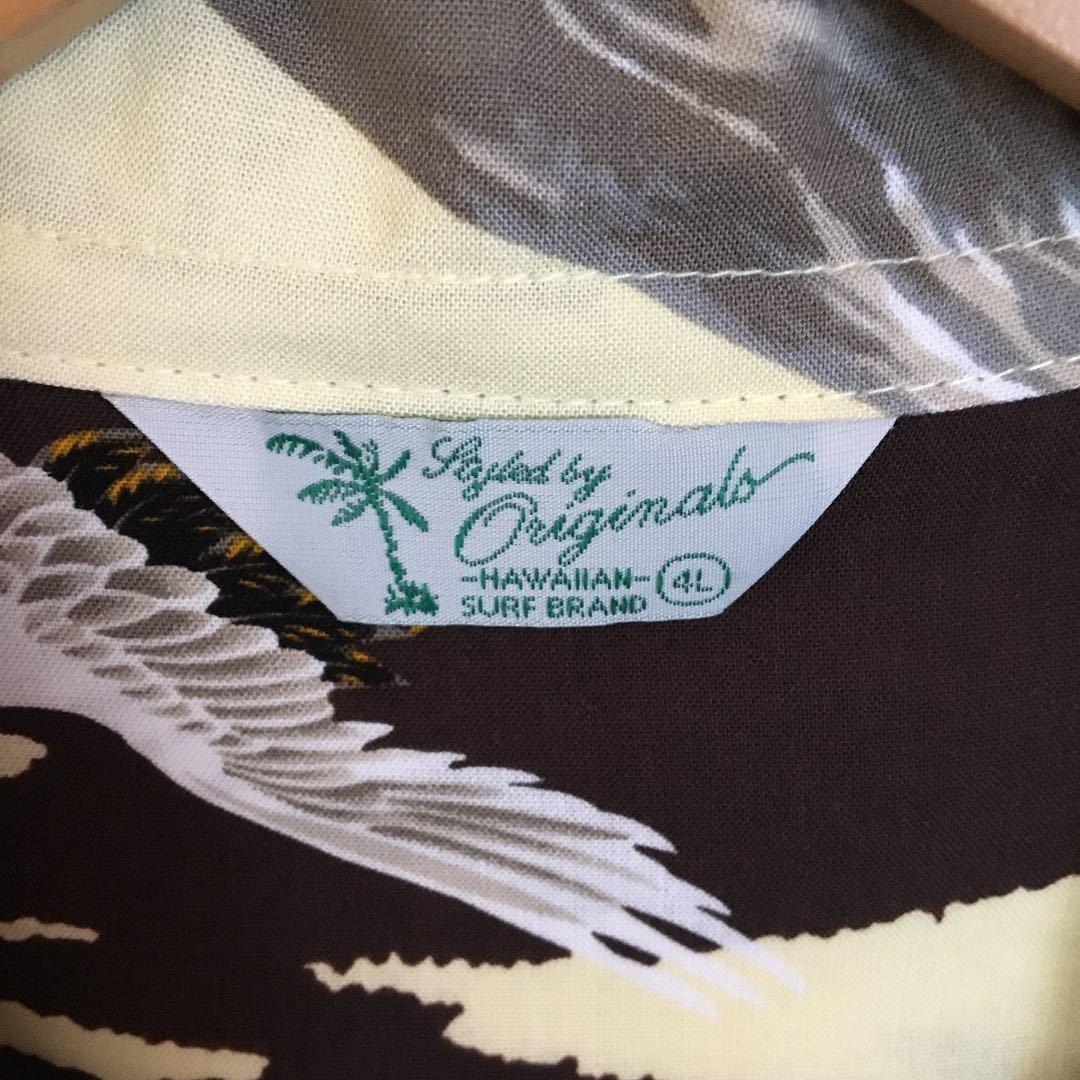 Styled by
Originals
-HAWAIIAN-
SURF BRAND 4L